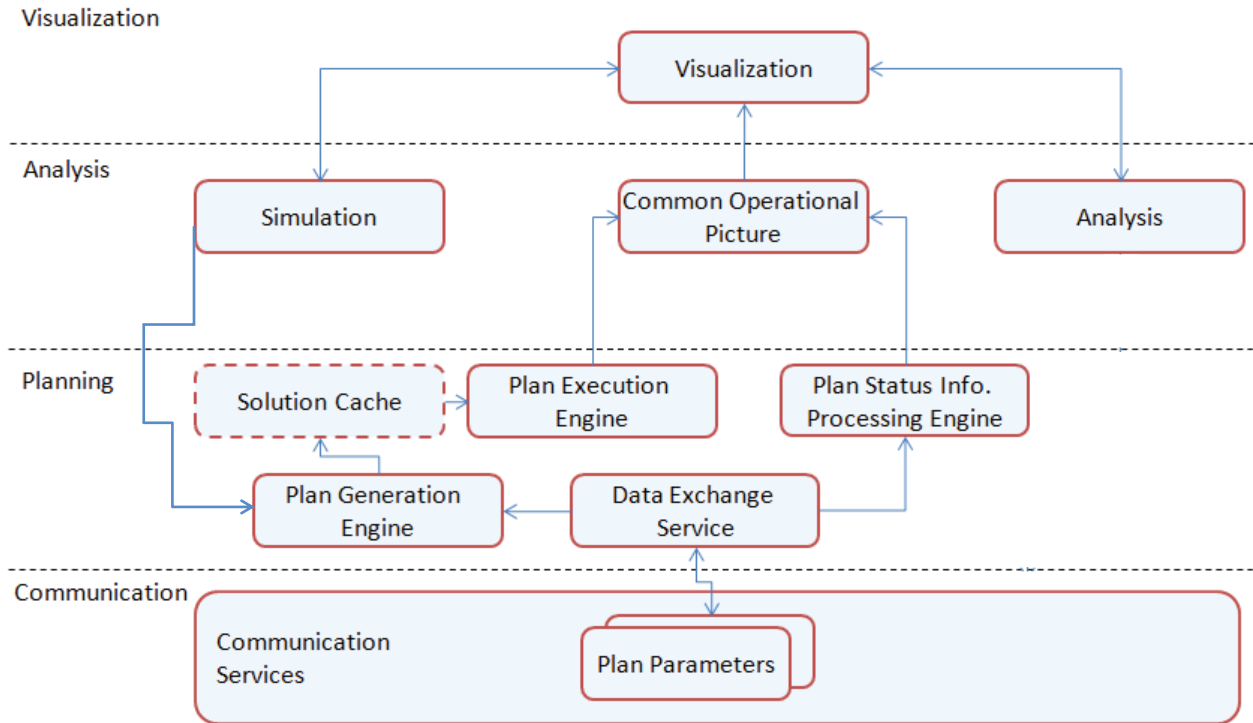 Visualization
Visualization
Analysis
Simulation
Common Operational
Picture
Analysis
Planning
Solution Cache
Plan Execution
Engine
Plan Status Info.
Processing Engine
Plan Generation
Engine
Data Exchange
Service
Communication
Communication
Services
Plan Parameters